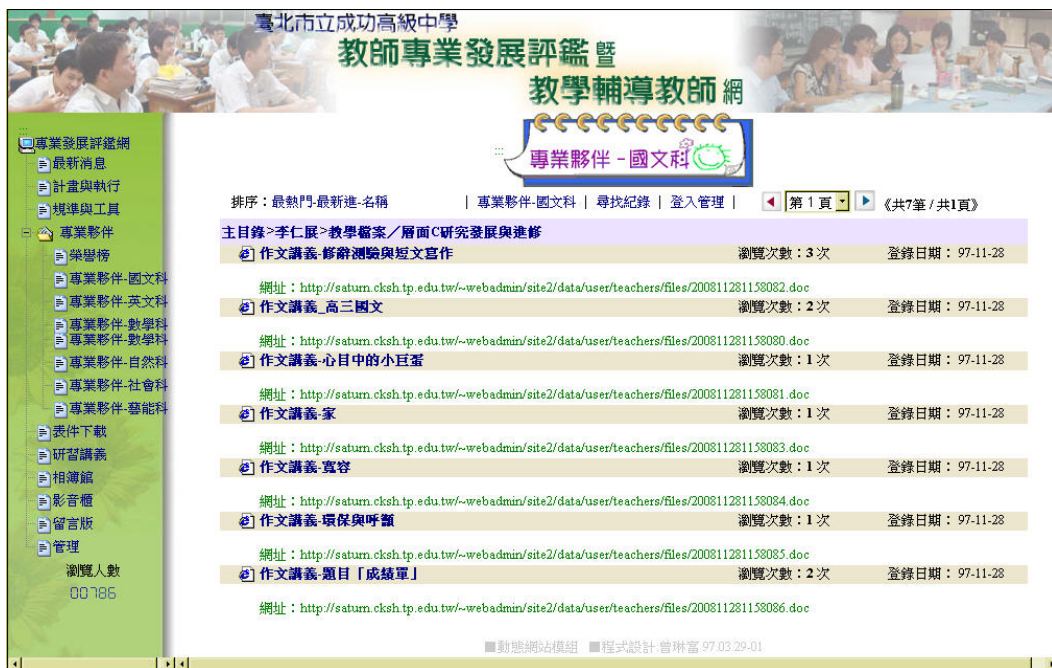 臺北市立成功高級中學
教師專業發展評鑑暨
教學輔導教師網
專業夥伴-國文科
專業發展評鑑網
最新消息
計畫與執行
規準與工具
專業夥伴
榮譽榜
專業夥伴-國文科
專業夥伴-英文科
專業夥伴-數學科
專業夥伴-數學科
專業夥伴-自然科
專業夥伴-社會科
專業夥伴-藝能科
表件下載
研習講義
相簿館
影音櫃
留言版
管理
瀏覽人數
00786
排序：最熱門-最新進-名稱 | 專業夥伴-國文科 | 尋找紀錄 | 登入管理 | 第 1 頁 《共7筆 / 共1頁》
主目錄>李仁展>教學檔案／層面C研究發展與進修
作文講義-修辭測驗與短文寫作 瀏覽次數：3 次 登錄日期： 97-11-28
網址：http://saturn.cksh.tp.edu.tw/~webadmin/site2/data/user/teachers/files/200811281158082.doc
作文講義_高三國文 瀏覽次數：2 次 登錄日期： 97-11-28
網址：http://saturn.cksh.tp.edu.tw/~webadmin/site2/data/user/teachers/files/200811281158080.doc
作文講義-心目中的小巨蛋 瀏覽次數：1 次 登錄日期： 97-11-28
網址：http://saturn.cksh.tp.edu.tw/~webadmin/site2/data/user/teachers/files/200811281158081.doc
作文講義-家 瀏覽次數：1 次 登錄日期： 97-11-28
網址：http://saturn.cksh.tp.edu.tw/~webadmin/site2/data/user/teachers/files/200811281158083.doc
作文講義-寬容 瀏覽次數：1 次 登錄日期： 97-11-28
網址：http://saturn.cksh.tp.edu.tw/~webadmin/site2/data/user/teachers/files/200811281158084.doc
作文講義-環保與呼籲 瀏覽次數：1 次 登錄日期： 97-11-28
網址：http://saturn.cksh.tp.edu.tw/~webadmin/site2/data/user/teachers/files/200811281158085.doc
作文講義-題目「成績單」 瀏覽次數：2 次 登錄日期： 97-11-28
網址：http://saturn.cksh.tp.edu.tw/~webadmin/site2/data/user/teachers/files/200811281158086.doc
■動態網站模組 ■程式設計:曾琳富 97.03.29-01